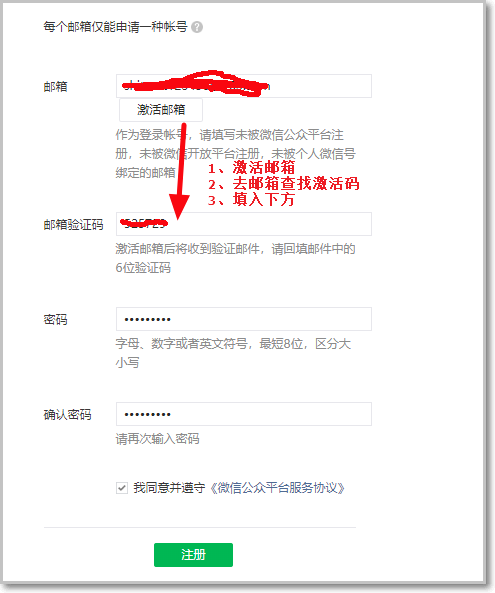 每个邮箱仅能申请一种帐号 ?
邮箱
激活邮箱
作为登录帐号，请填写未被微信公众平台注
册，未被微信开放平台注册，未被个人微信号
绑定的邮箱
1、激活邮箱
2、去邮箱查找激活码
3、填入下方
邮箱验证码
激活邮箱后将收到验证邮件，请回填邮件中的
6位验证码
密码
•••••••••
字母、数字或者英文符号，最短8位，区分大
小写
确认密码
•••••••••
请再次输入密码
我同意并遵守《微信公众平台服务协议》
注册